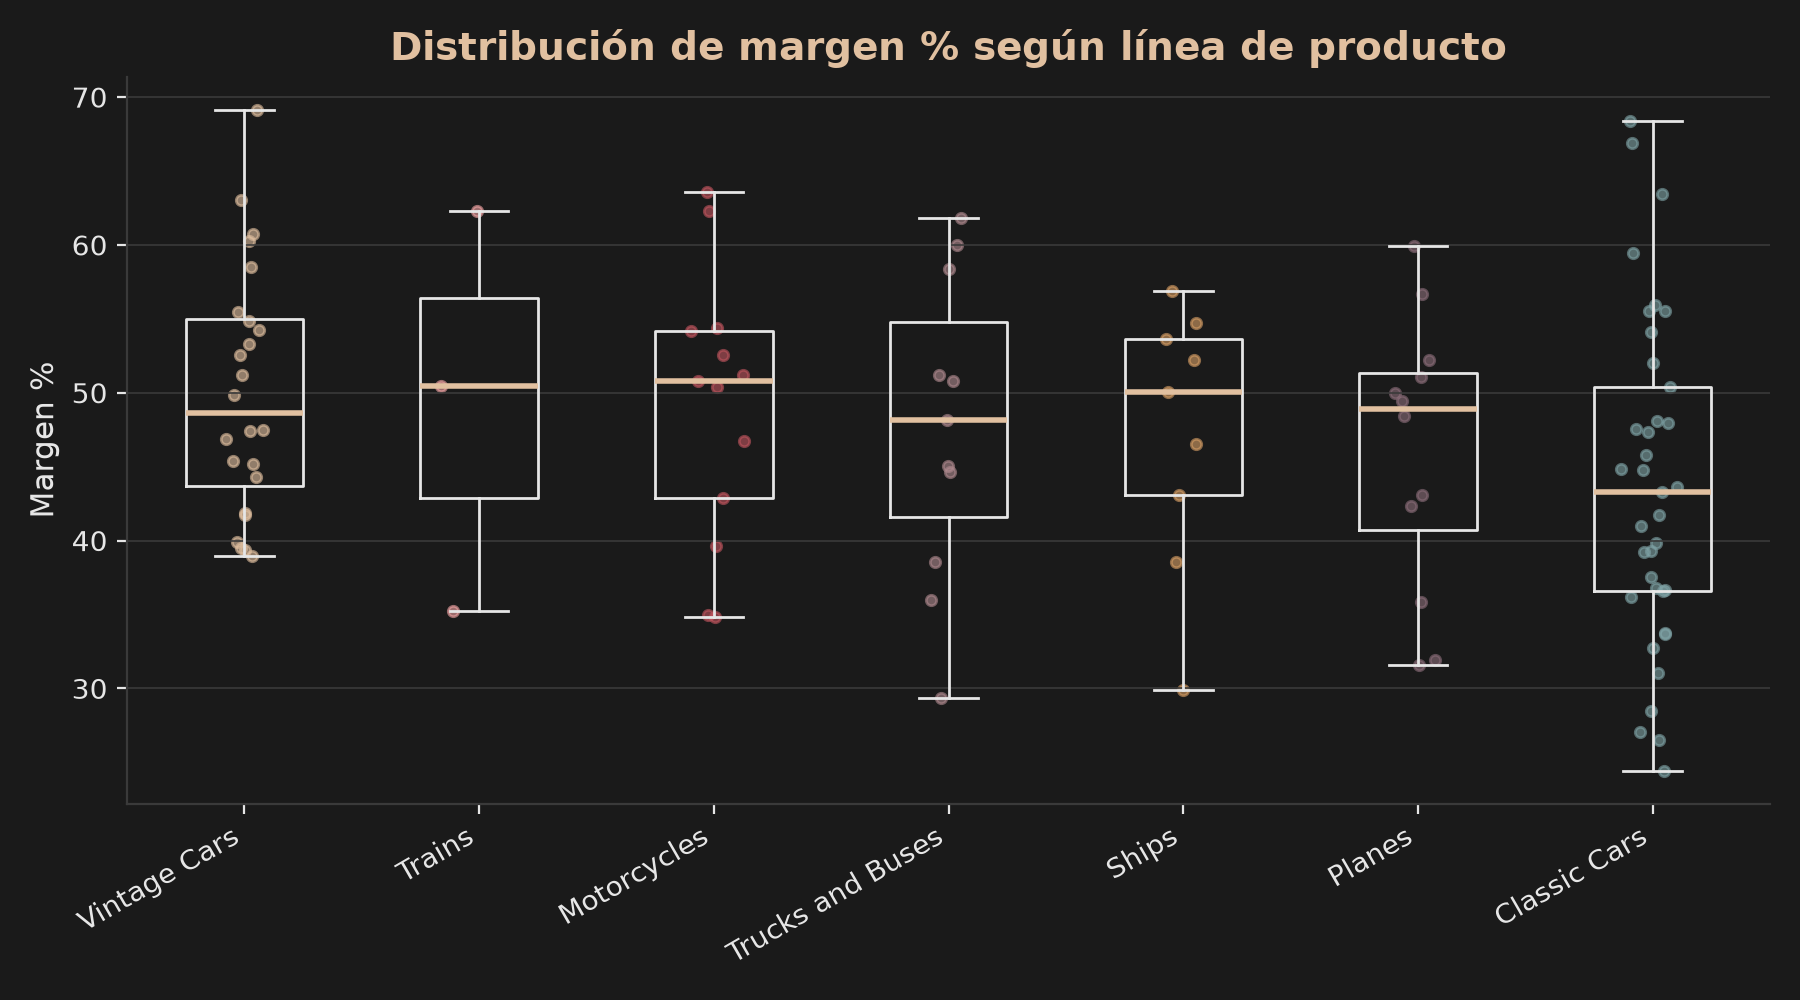 Distribución de margen % según línea de producto
Margen %
70
60
50
40
30
Vintage Cars
Trains
Motorcycles
Trucks and Buses
Ships
Planes
Classic Cars